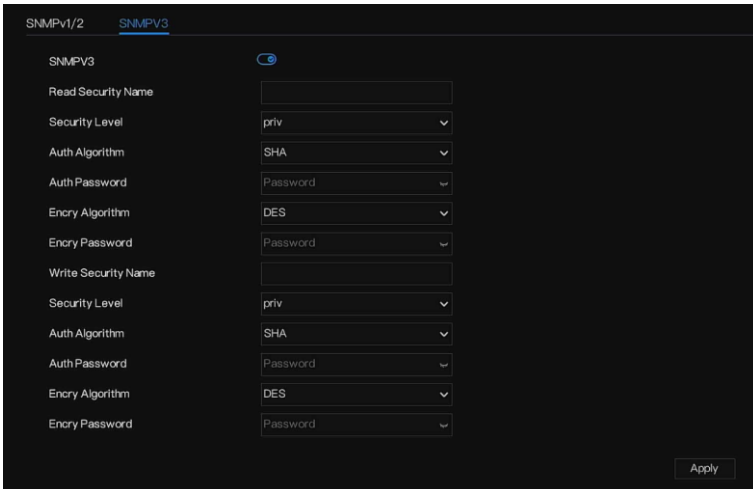 SNMPv1/2 SNMPV3
SNMPV3
Read Security Name
Security Level priv
Auth Algorithm SHA
Auth Password Password
Encry Algorithm DES
Encry Password Password
Write Security Name
Security Level priv
Auth Algorithm SHA
Auth Password Password
Encry Algorithm DES
Encry Password Password
Apply